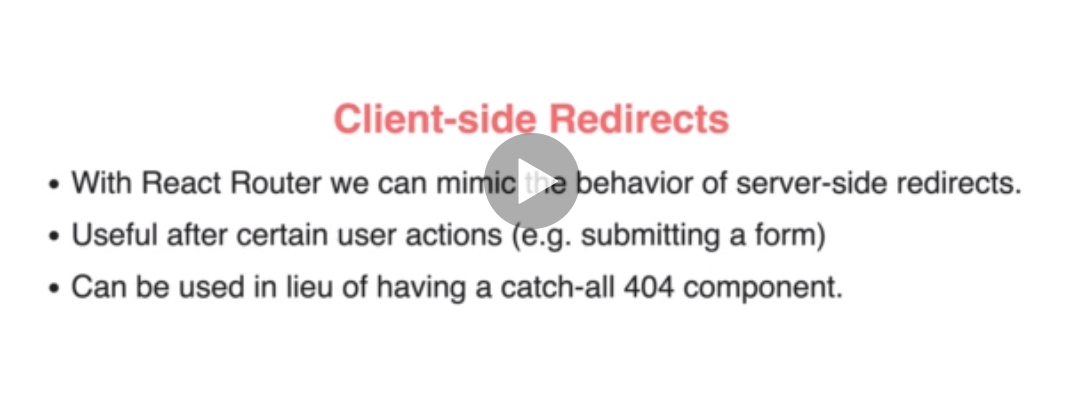 Client-side Redirects
• With React Router we can mimic the behavior of server-side redirects.
• Useful after certain user actions (e.g. submitting a form)
• Can be used in lieu of having a catch-all 404 component.